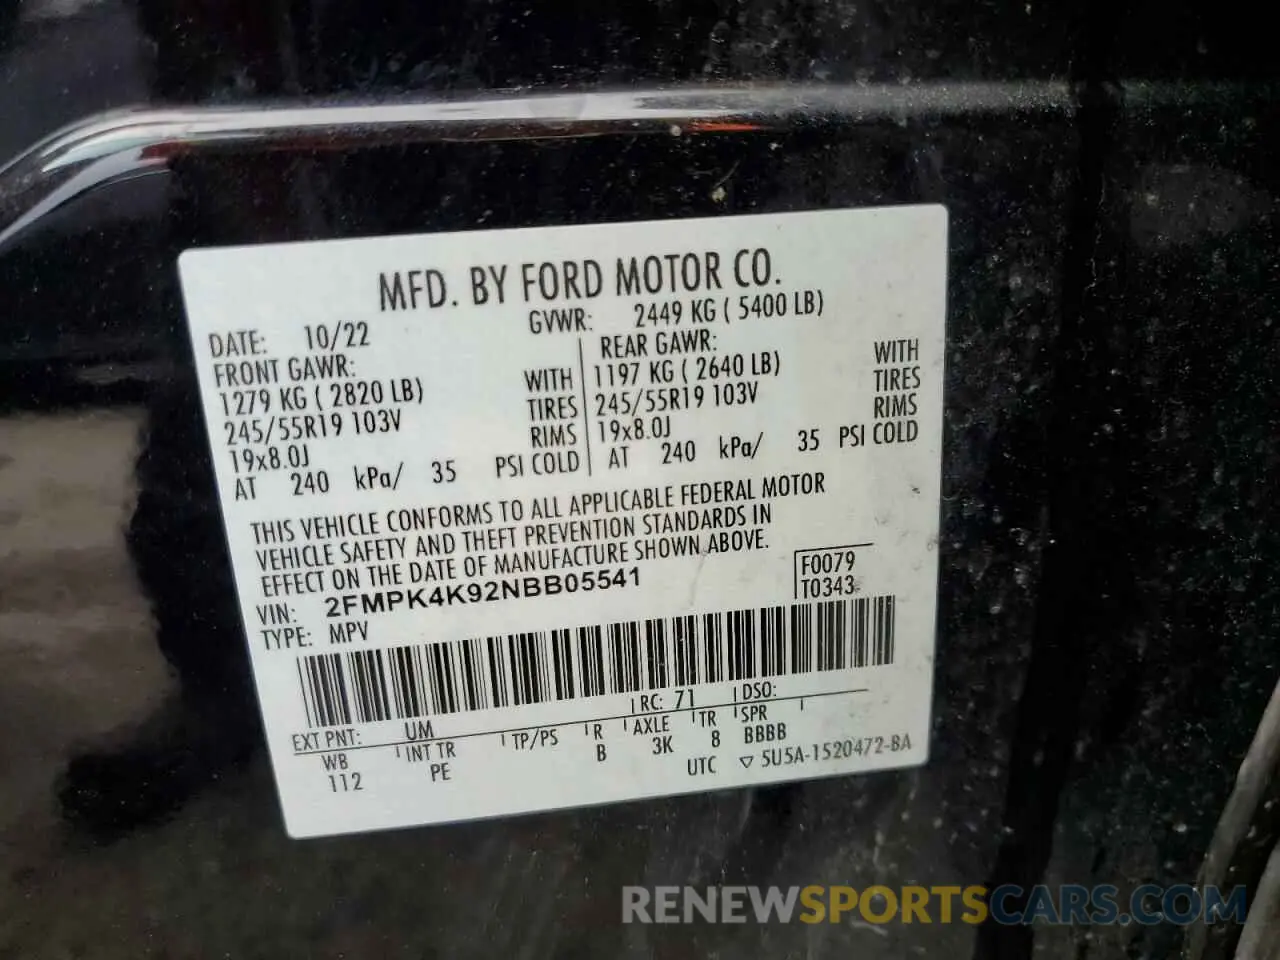 MFD. BY FORD MOTOR CO.
DATE: 10/22 GVWR: 2449 KG ( 5400 LB)
FRONT GAWR: REAR GAWR:
1279 KG ( 2820 LB) WITH 1197 KG ( 2640 LB) WITH
245/55R19 103V TIRES 245/55R19 103V TIRES
19x8.0J RIMS 19x8.0J RIMS
AT 240 kPa/ 35 PSI COLD AT 240 kPa/ 35 PSI COLD
THIS VEHICLE CONFORMS TO ALL APPLICABLE FEDERAL MOTOR
VEHICLE SAFETY AND THEFT PREVENTION STANDARDS IN
EFFECT ON THE DATE OF MANUFACTURE SHOWN ABOVE.
VIN: 2FMPK4K92NBB05541 F0079
TYPE: MPV T0343
EXT PNT: UM RC: 71 DSO:
WB INT TR TP/PS R AXLE TR SPR
112 PE B 3K 8 BBBB
UTC ▽ 5U5A-1520472-BA
RENEWSPORTSCARS.COM